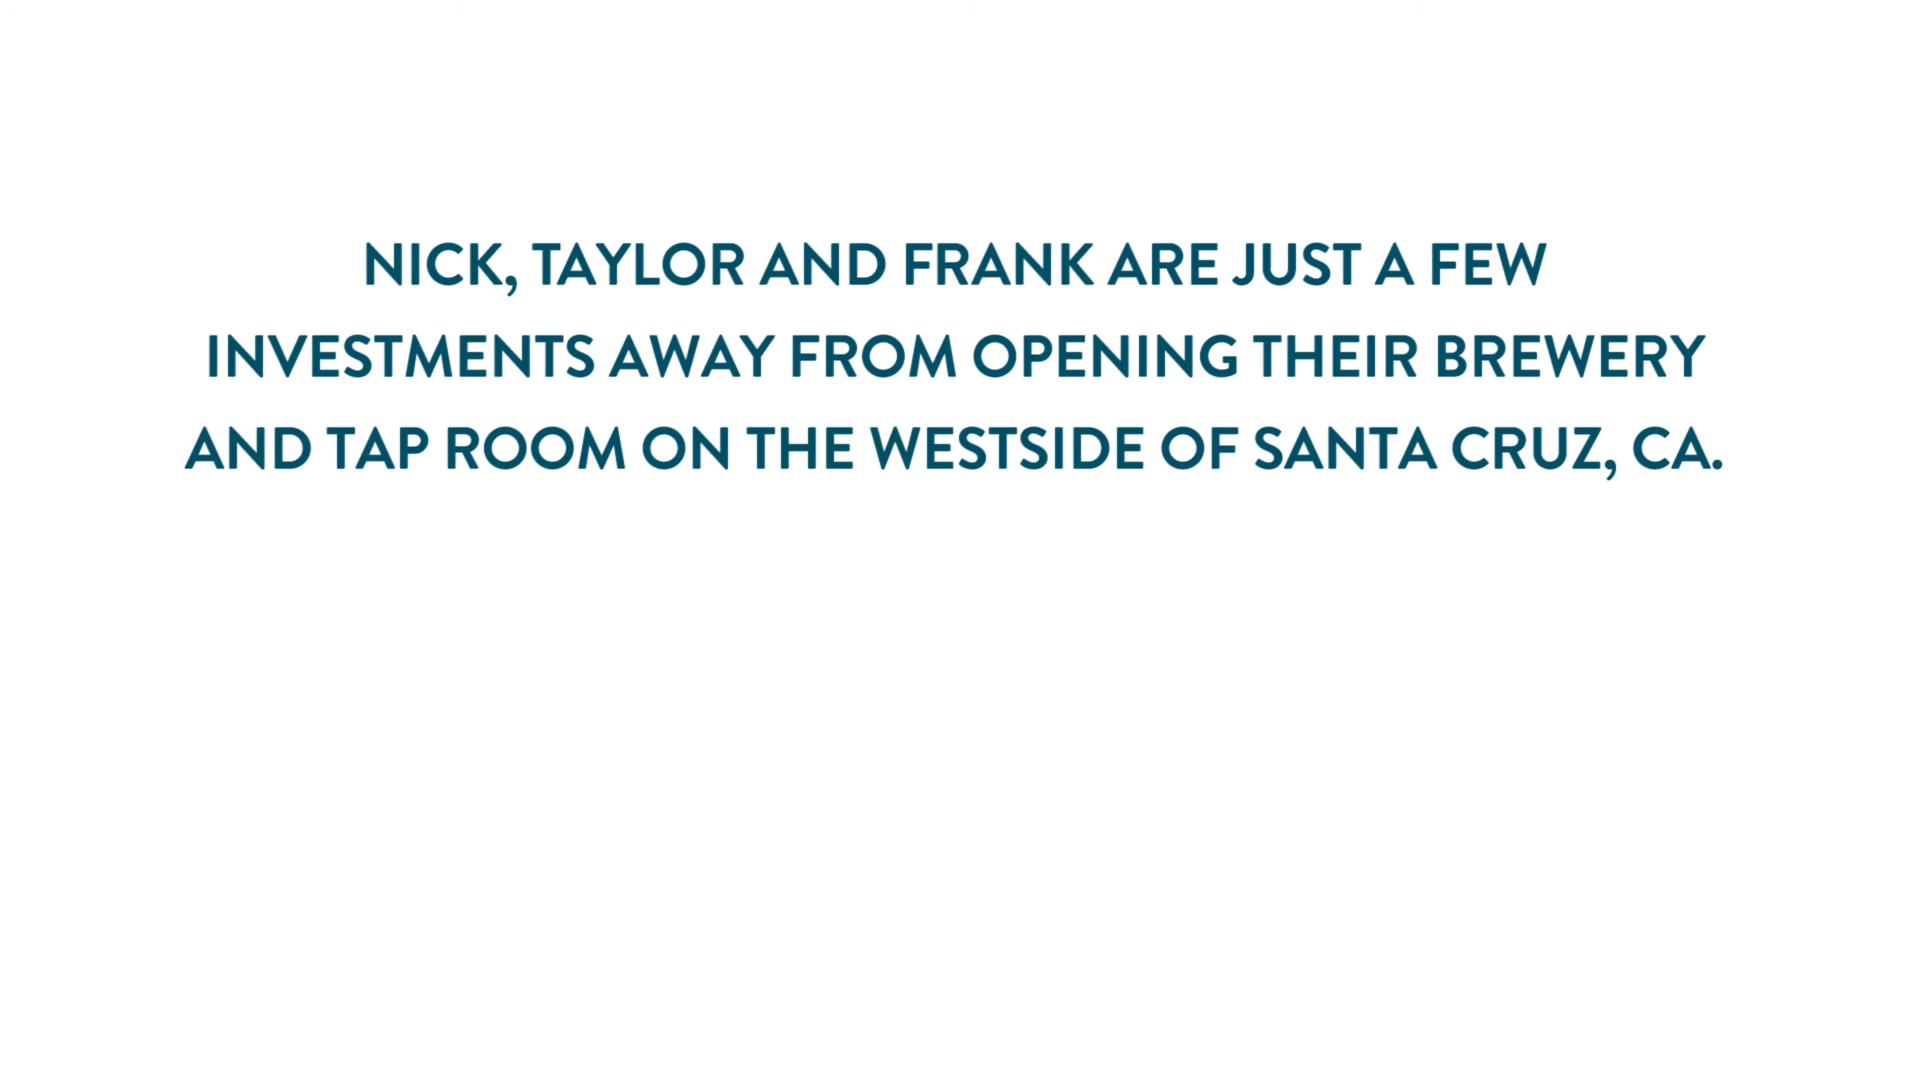 NICK, TAYLOR AND FRANK ARE JUST A FEW
INVESTMENTS AWAY FROM OPENING THEIR BREWERY
AND TAP ROOM ON THE WESTSIDE OF SANTA CRUZ, CA.